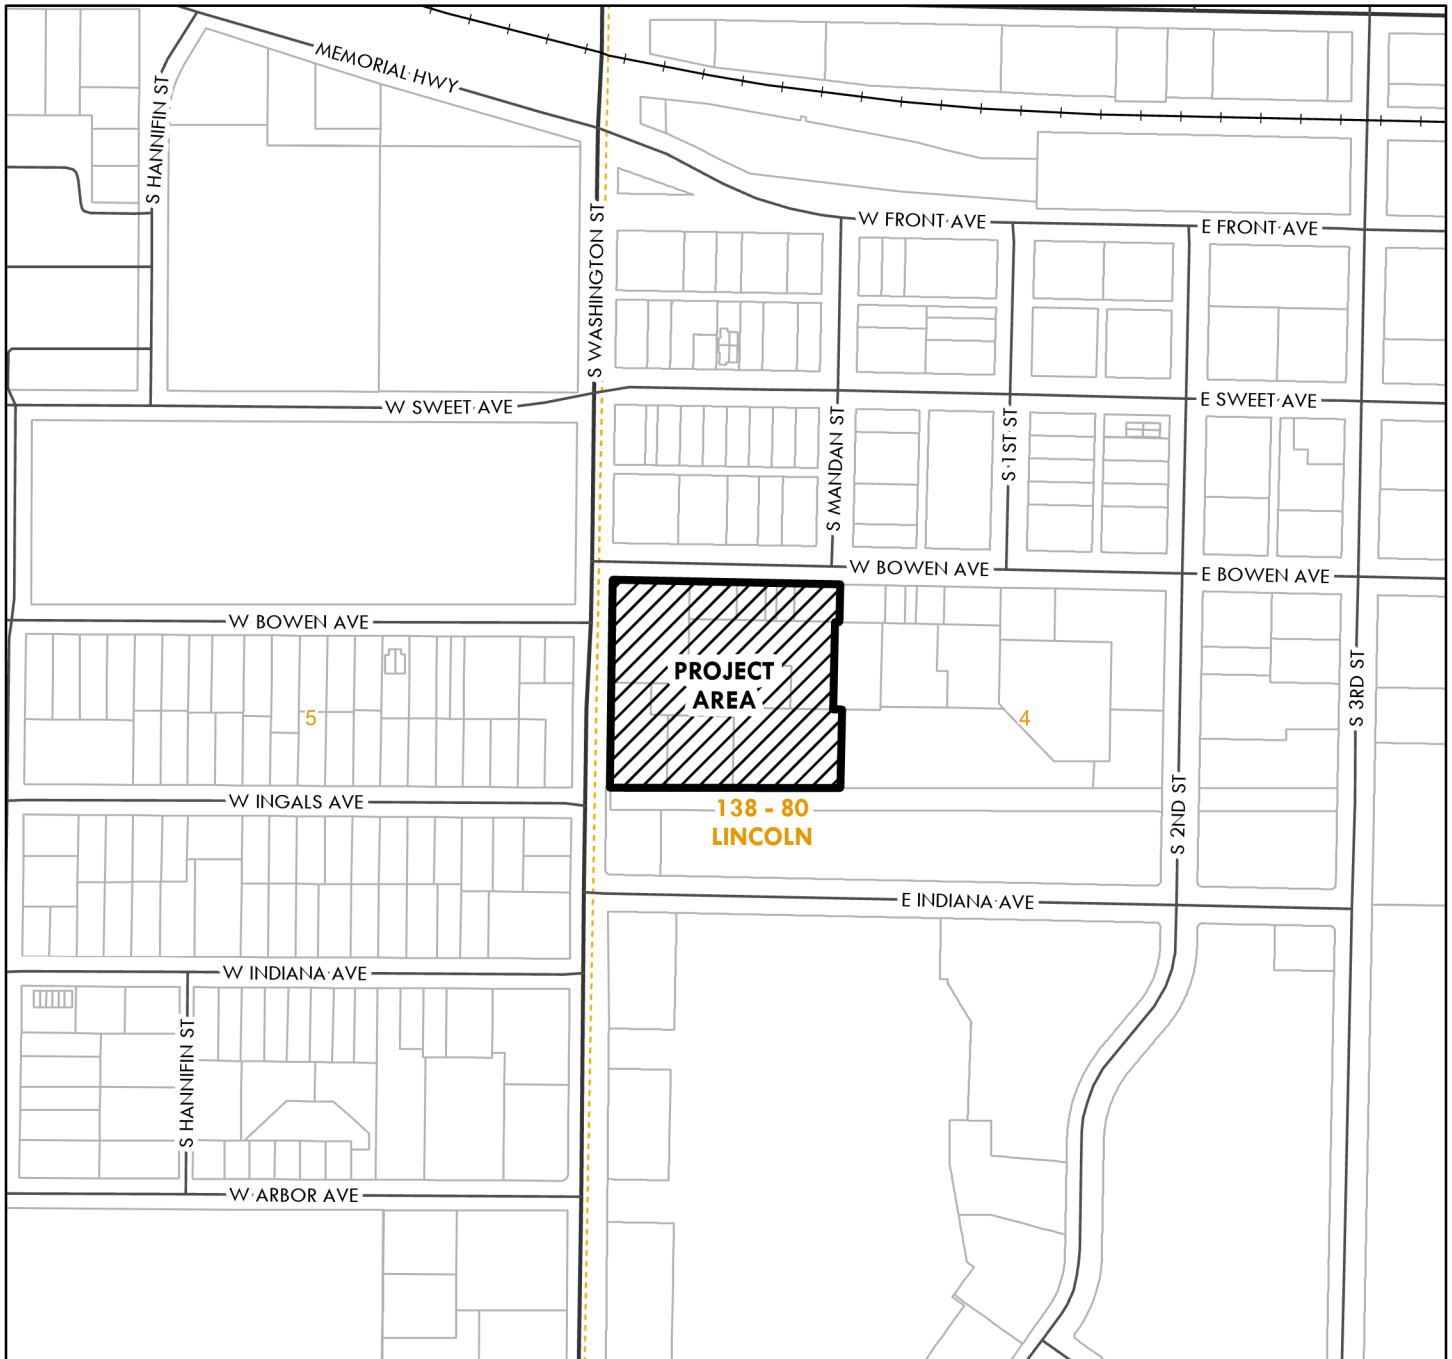 MEMORIAL HWY
S HANNIFIN ST
S WASHINGTON ST
W FRONT AVE
E FRONT AVE
W SWEET AVE
E SWEET AVE
S MANDAN ST
S 1ST ST
W BOWEN AVE
E BOWEN AVE
W BOWEN AVE
PROJECT
AREA
S 3RD ST
5
4
S 2ND ST
W INGALS AVE
138 - 80
LINCOLN
E INDIANA AVE
W INDIANA AVE
S HANNIFIN ST
W ARBOR AVE